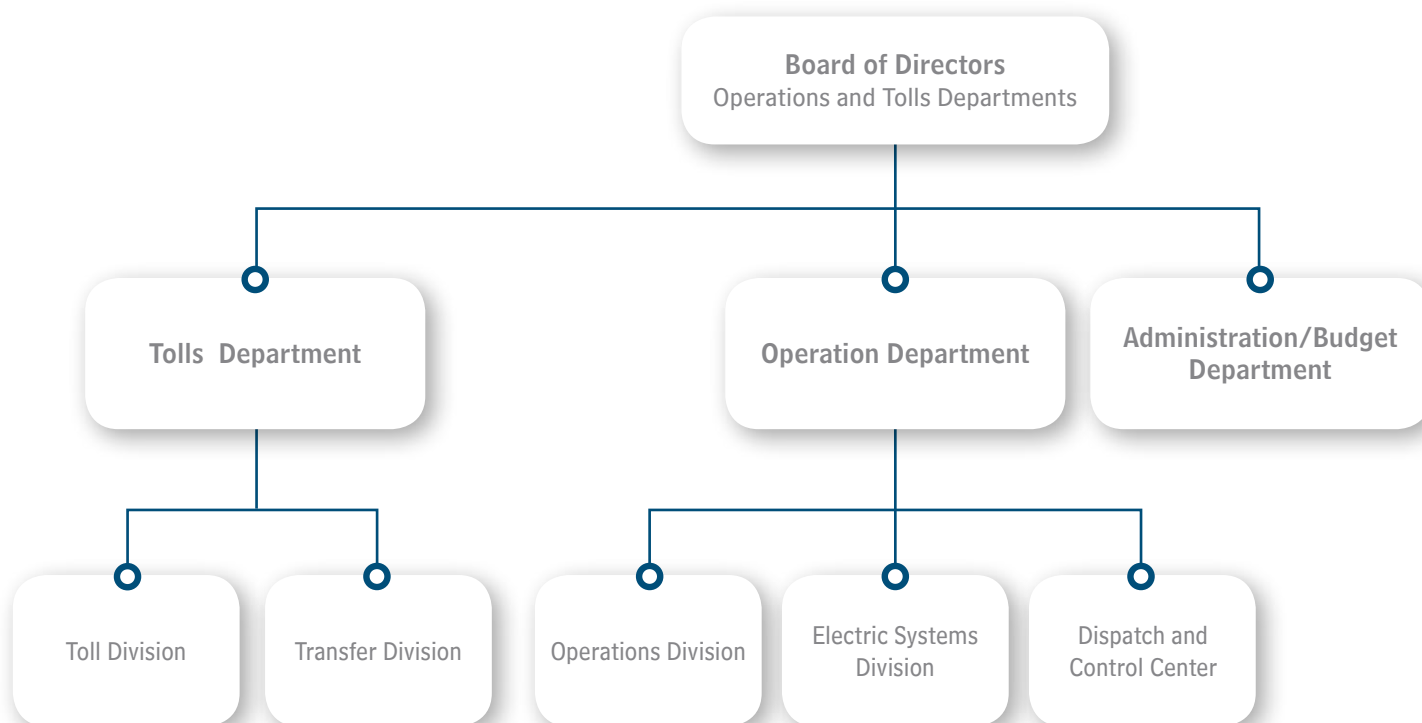 Board of Directors
Operations and Tolls Departments
Tolls Department
Operation Department
Administration/Budget
Department
Toll Division
Transfer Division
Operations Division
Electric Systems
Division
Dispatch and
Control Center